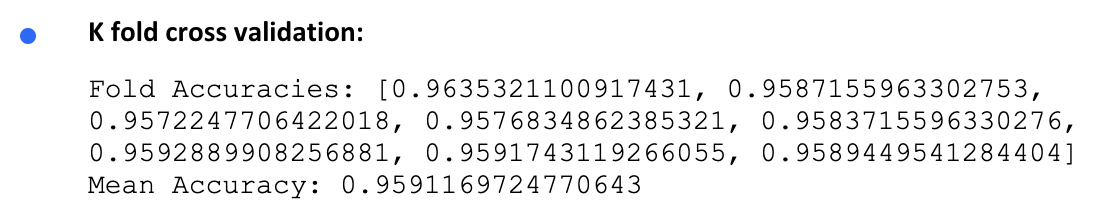 K fold cross validation:
Fold Accuracies: [0.9635321100917431, 0.9587155963302753,
0.9572247706422018, 0.9576834862385321, 0.9583715596330276,
0.9592889908256881, 0.9591743119266055, 0.9589449541284404]
Mean Accuracy: 0.9591169724770643